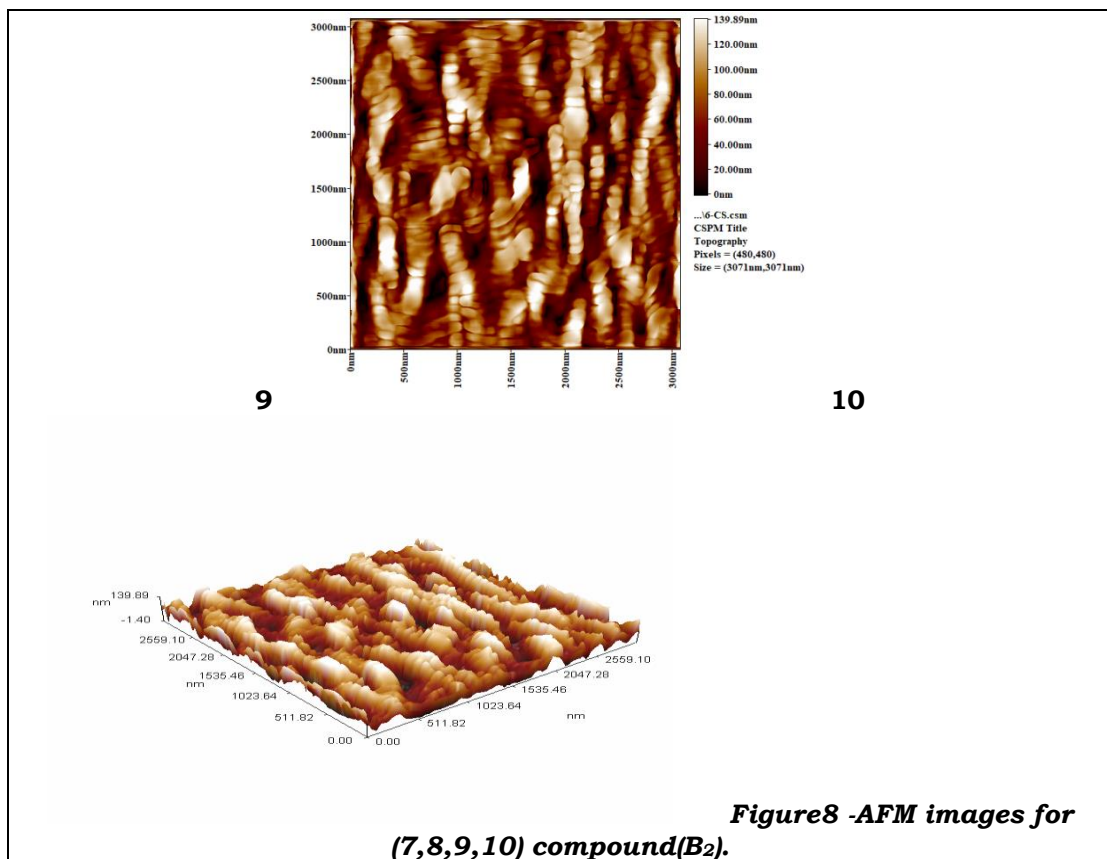 3000nm
2500nm
2000nm
1500nm
1000nm
500nm
0nm
0nm
500nm
1000nm
1500nm
2000nm
2500nm
3000nm
139.89nm
120.00nm
100.00nm
80.00nm
60.00nm
40.00nm
20.00nm
0nm
...\6-CS.csm
CSPM Title
Topography
Pixels = (480,480)
Size = (3071nm,3071nm)
9 10
nm 139.89
-1.40
2559.10
2047.28
1535.46
nm
1023.64
511.82
0.00
0.00
511.82
1023.64
nm
1535.46
2047.28
2559.10
Figure8 -AFM images for
(7,8,9,10) compound(B₂).